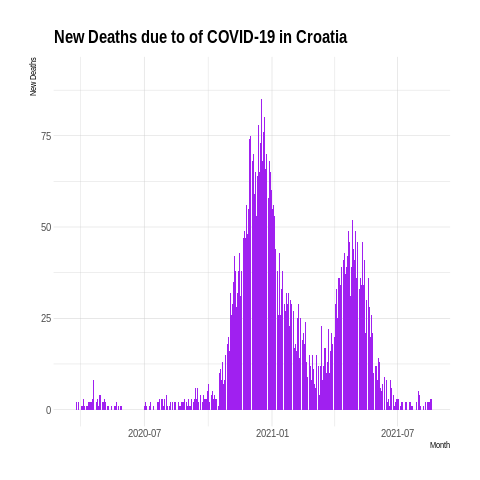 New Deaths due to of COVID-19 in Croatia
New Deaths
75
50
25
0
2020-07
2021-01
2021-07
Month